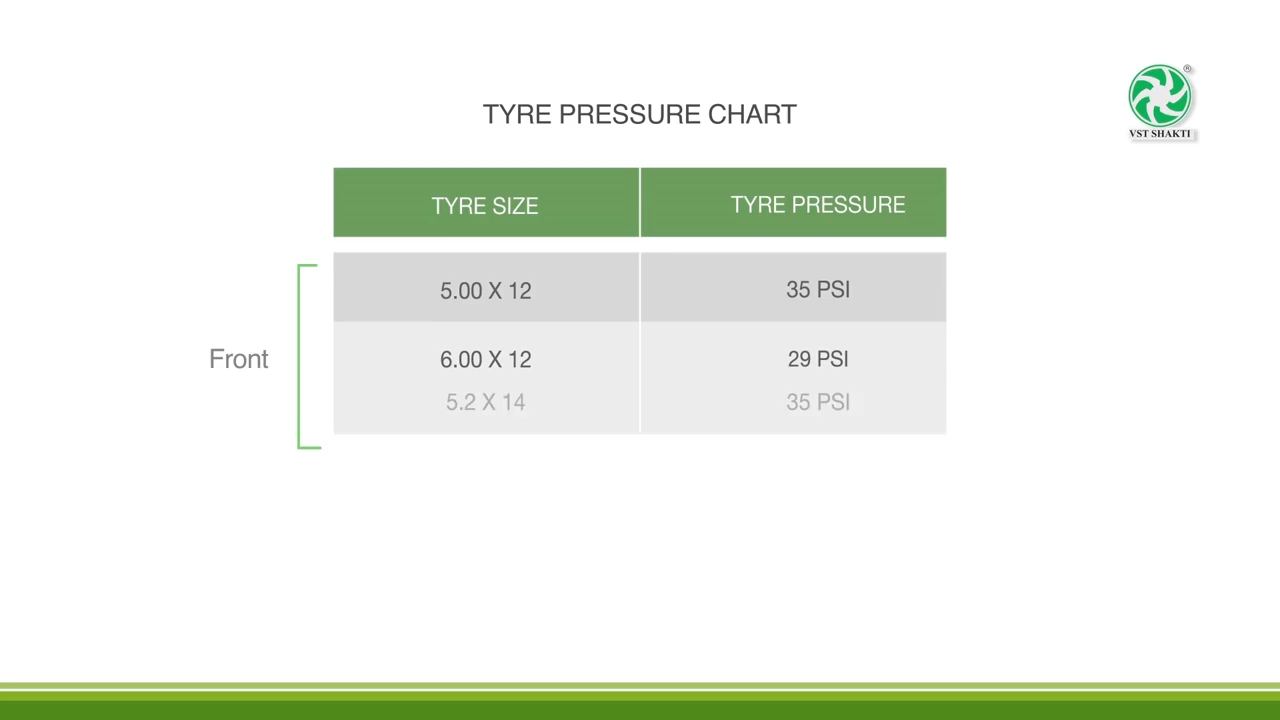 ®
VST SHAKTI
TYRE PRESSURE CHART
TYRE SIZE TYRE PRESSURE
5.00 X 12 35 PSI
Front 6.00 X 12 29 PSI
5.2 X 14 35 PSI